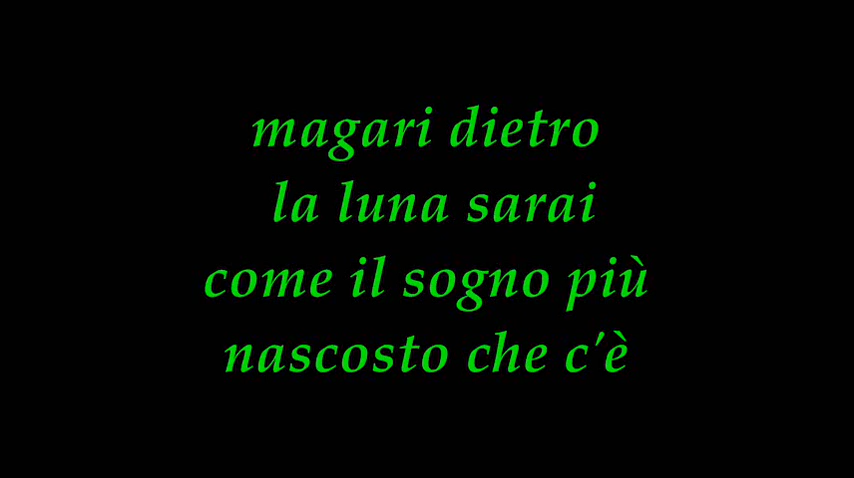 magari dietro
la luna sarai
come il sogno più
nascosto che c'è